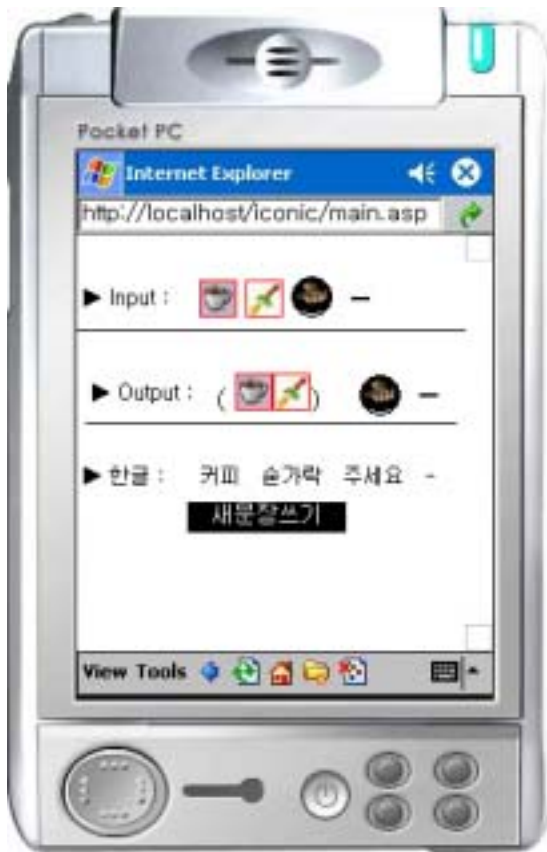 Pocket PC
Internet Explorer
http://localhost/iconic/main.asp
▶ Input : –
▶ Output : ( ) –
▶ 한글 : 커피 숟가락 주세요 -
새문장쓰기
View Tools